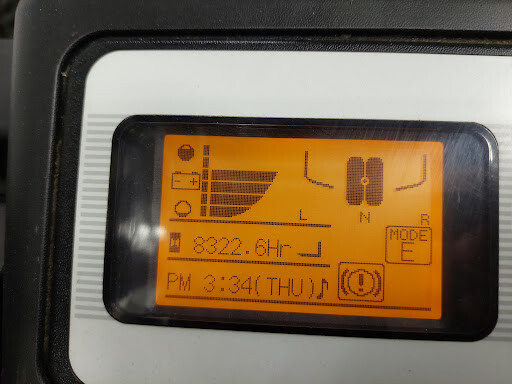 L N R
8322.6Hr
MODE
E
PM 3:34(THU)